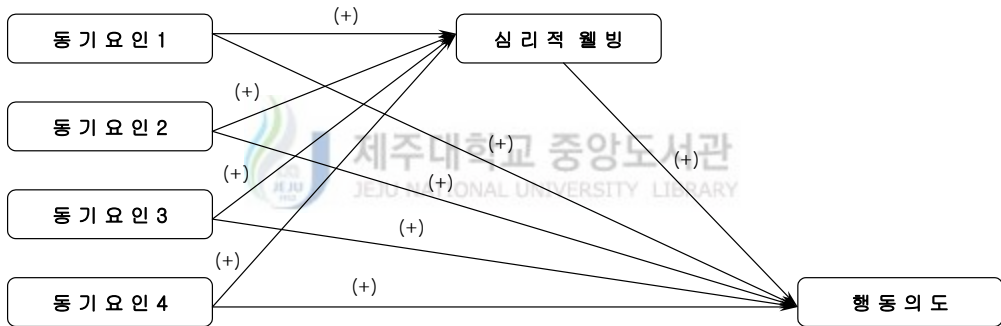 (+)
동기요인1
심리적 웰빙
(+)
동기요인2
(+)
제주대학교 중앙도서관
(+)
JEJU NATIONAL UNIVERSITY LIBRARY
(+)
(+)
JEJU
1952
동기요인3
(+)
(+)
(+)
동기요인4
행동의도